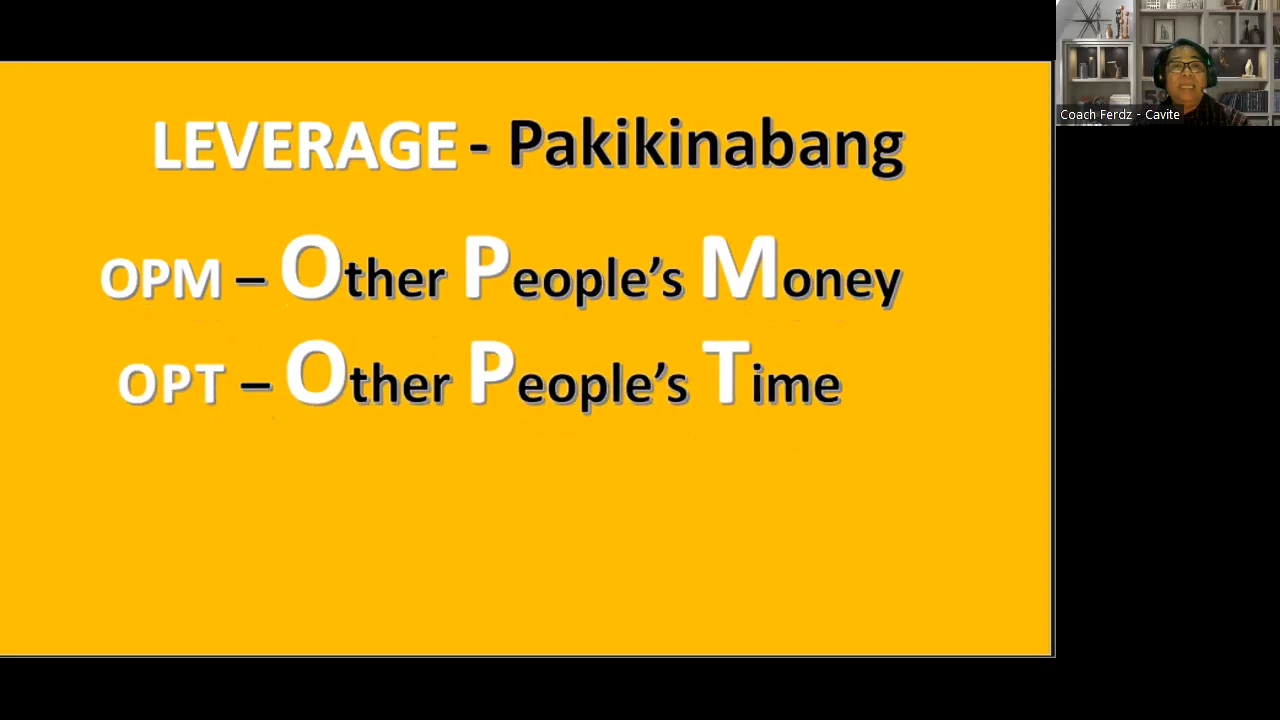 LEVERAGE - Pakikinabang
OPM – Other People's Money
OPT – Other People's Time
Coach Ferdz - Cavite